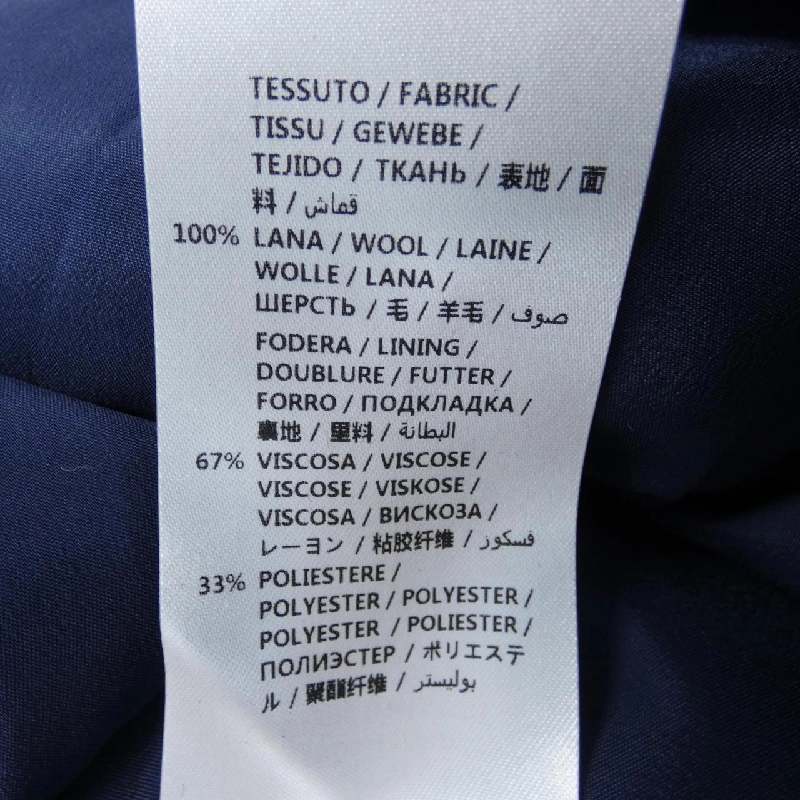 TESSUTO / FABRIC /
TISSU / GEWEBE /
TEJIDO / ТКАНЬ / 表地 / 面
料 / قماش
100% LANA / WOOL / LAINE /
WOLLE / LANA /
ШЕРСТЬ / 毛 / 羊毛 / صوف
FODERA / LINING /
DOUBLURE / FUTTER /
FORRO / ПОДКЛАДКА /
裏地 / 里料 / البطانة
67% VISCOSA / VISCOSE /
VISCOSE / VISKOSE /
VISCOSA / ВИСКОЗА /
レーヨン / 粘胶纤维 / فسكوز
33% POLIESTERE /
POLYESTER / POLYESTER /
POLYESTER / POLIESTER /
ПОЛИЭСТЕР / ポリエステ
ル / 聚酯纤维 / بوليستر